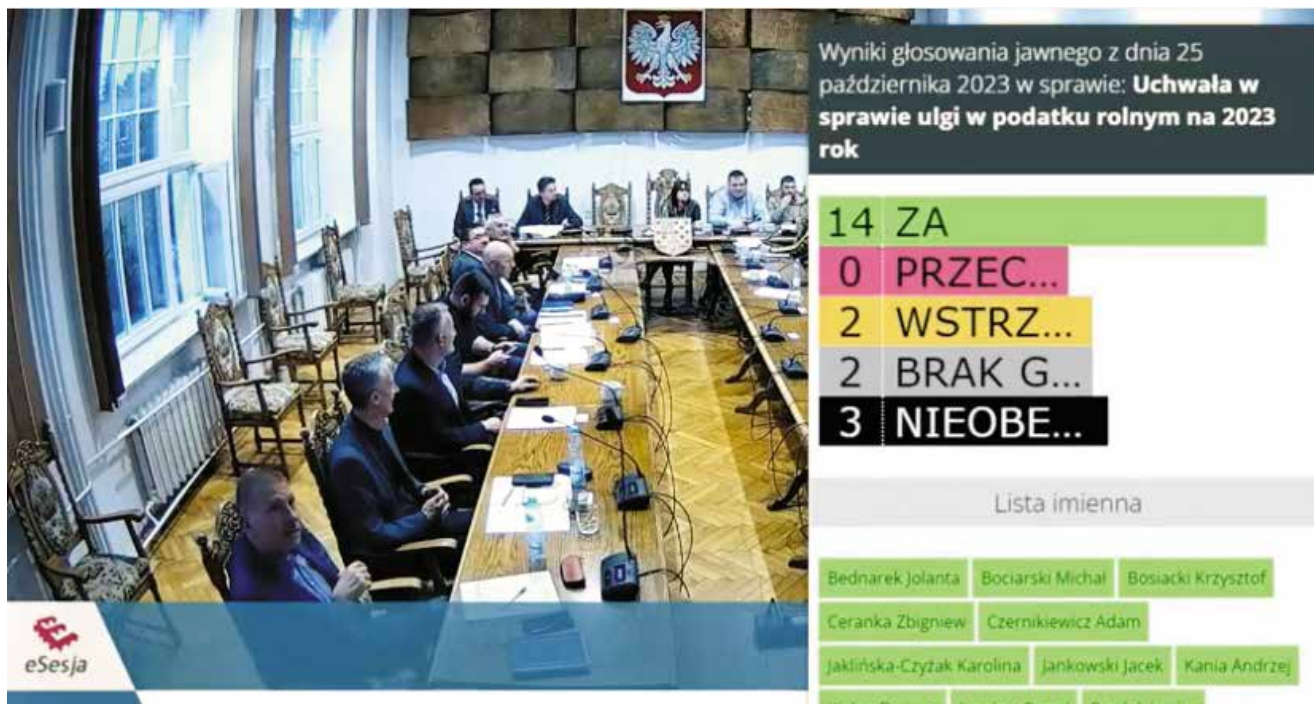 Wyniki głosowania jawnego z dnia 25
października 2023 w sprawie: Uchwała w
sprawie ulgi w podatku rolnym na 2023
rok
14 ZA
0 PRZEC...
2 WSTRZ...
2 BRAK G...
3 NIEOBE...
Lista imienna
Bednarek Jolanta Bociarski Michał Bosiacki Krzysztof
Ceranka Zbigniew Czernikiewicz Adam
Jaklińska-Czyżak Karolina Jankowski Jacek Kania Andrzej
eSesja